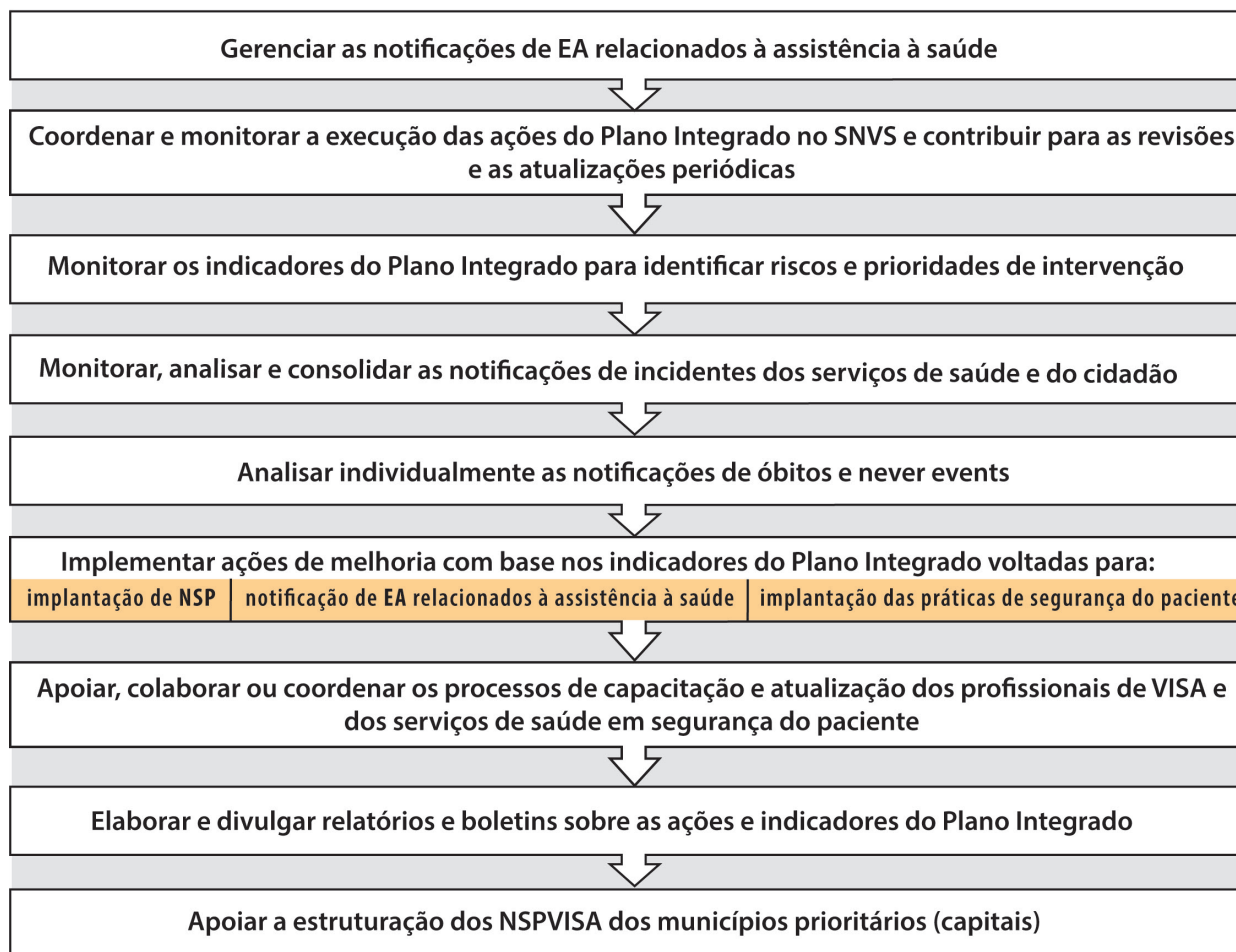 Gerenciar as notificações de EA relacionados à assistência à saúde
Coordenar e monitorar a execução das ações do Plano Integrado no SNVS e contribuir para as revisões
e as atualizações periódicas
Monitorar os indicadores do Plano Integrado para identificar riscos e prioridades de intervenção
Monitorar, analisar e consolidar as notificações de incidentes dos serviços de saúde e do cidadão
Analisar individualmente as notificações de óbitos e never events
Implementar ações de melhoria com base nos indicadores do Plano Integrado voltadas para:
implantação de NSP notificação de EA relacionados à assistência à saúde implantação das práticas de segurança do paciente
Apoiar, colaborar ou coordenar os processos de capacitação e atualização dos profissionais de VISA e
dos serviços de saúde em segurança do paciente
Elaborar e divulgar relatórios e boletins sobre as ações e indicadores do Plano Integrado
Apoiar a estruturação dos NSPVISA dos municípios prioritários (capitais)